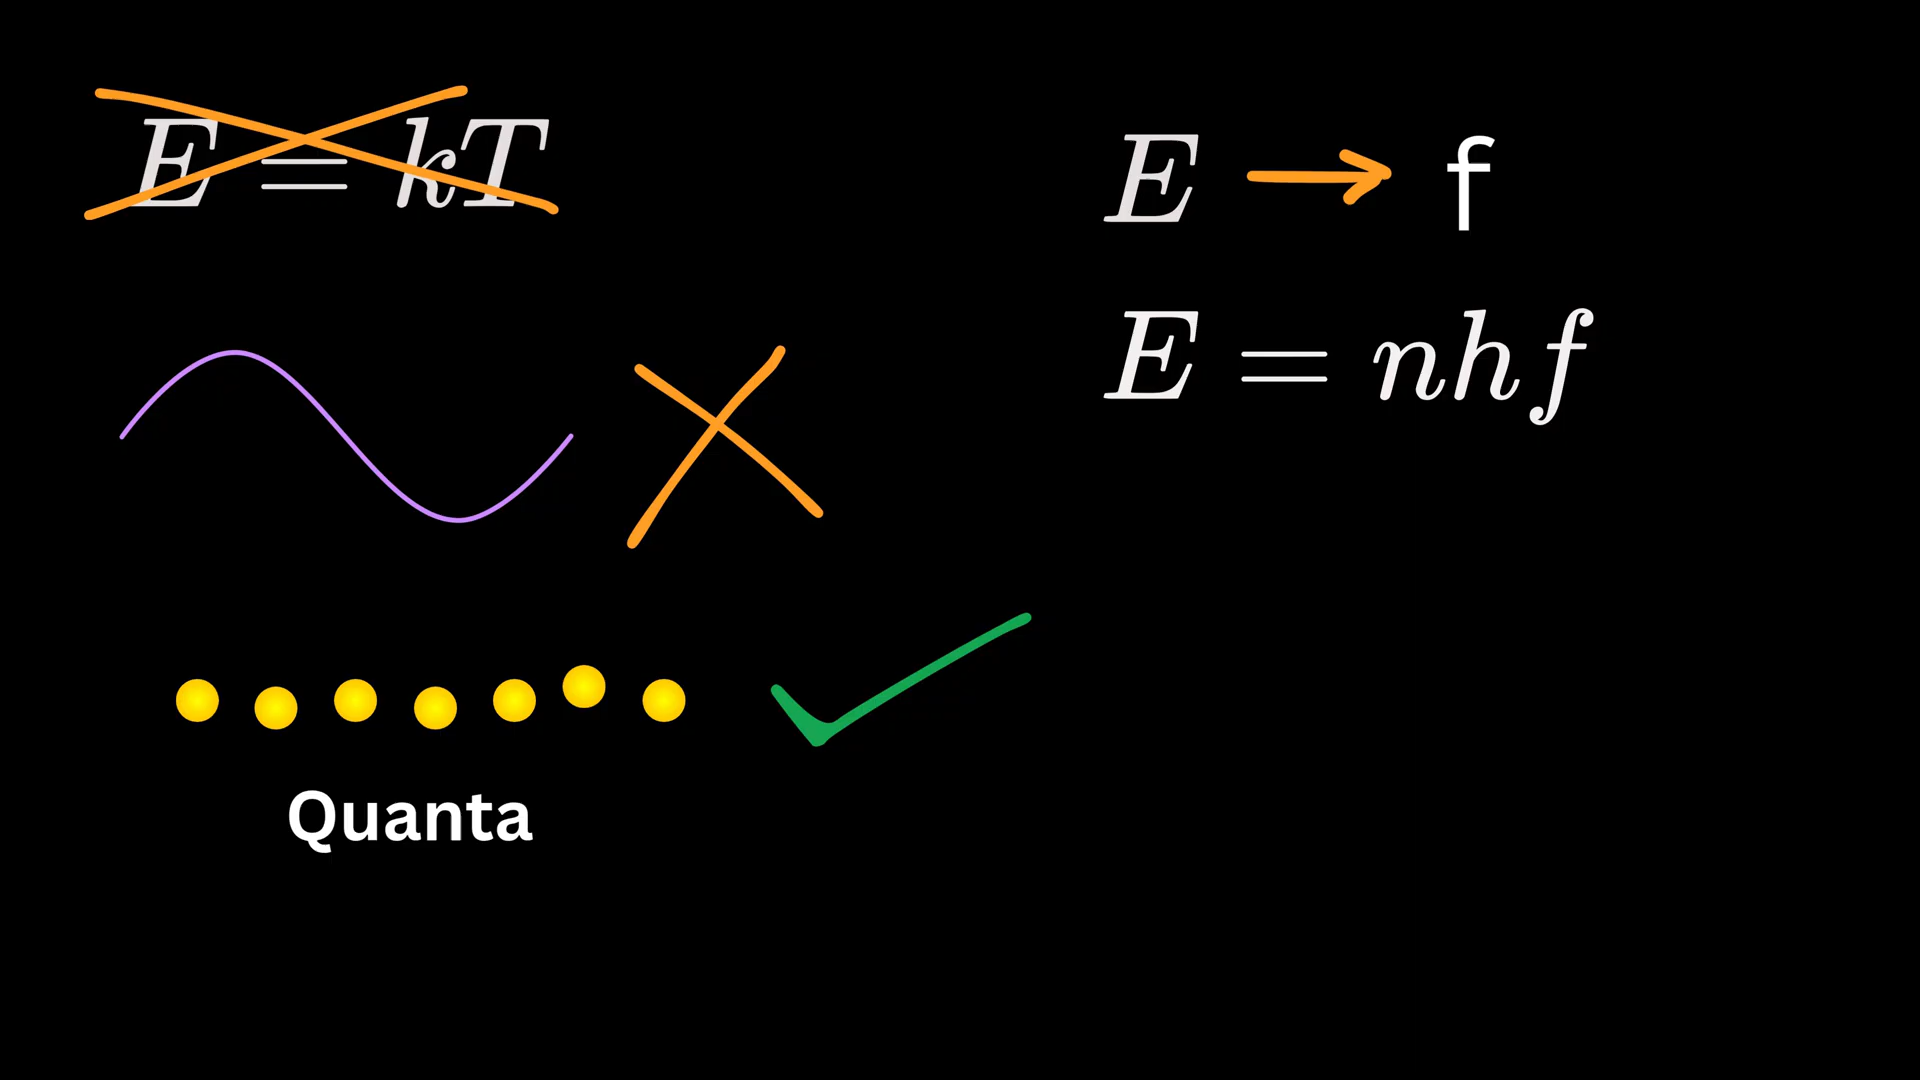 E = kT
E → f
E = nhf
Quanta